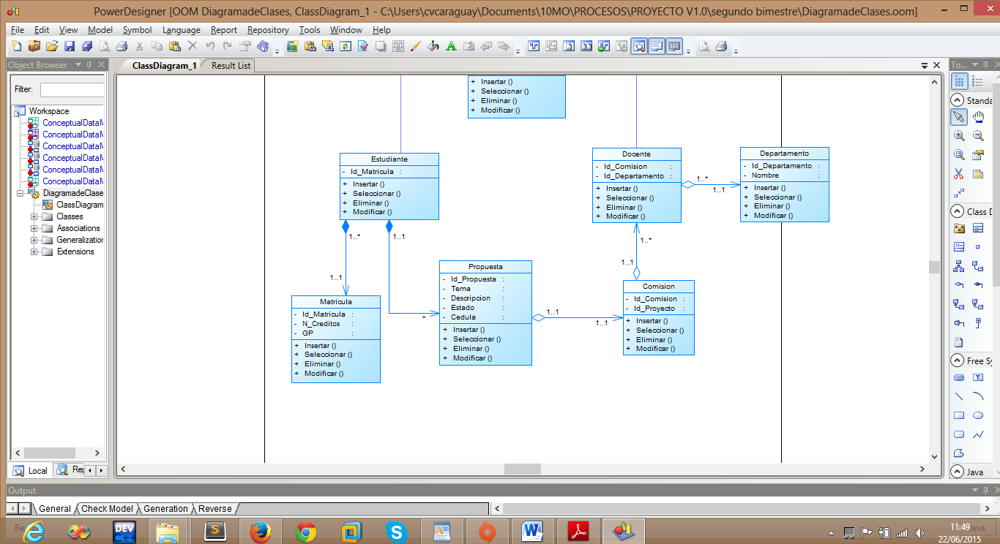 PowerDesigner [OOM DiagramadeClases, ClassDiagram_1 - C:\Users\cvcaraguay\Documents\10MO\PROCESOS\PROYECTO V1.0\segundo bimestre\DiagramadeClases.oom]
File Edit View Model Symbol Language Report Repository Tools Window Help
Object Browser
Filter:
Workspace
ConceptualDataM
ConceptualDataM
ConceptualDataM
ConceptualDataM
ConceptualDataM
ConceptualDataM
DiagramadeClase
ClassDiagram
Classes
Associations
Generalization
Extensions
Local Rep
ClassDiagram_1 Result List
+ Insertar ()
+ Seleccionar ()
+ Eliminar ()
+ Modificar ()
Estudiante
- Id_Matricula :
+ Insertar ()
+ Seleccionar ()
+ Eliminar ()
+ Modificar ()
Docente
- Id_Comision :
- Id_Departamento :
+ Insertar ()
+ Seleccionar ()
+ Eliminar ()
+ Modificar ()
1..*
1..1
Departamento
- Id_Departamento :
- Nombre :
+ Insertar ()
+ Seleccionar ()
+ Eliminar ()
+ Modificar ()
1..*
1..1
1..1
*
1..*
1..1
Matricula
- Id_Matricula :
- N_Creditos :
- GP :
+ Insertar ()
+ Seleccionar ()
+ Eliminar ()
+ Modificar ()
Propuesta
- Id_Propuesta :
- Tema :
- Descripcion :
- Estado :
- Cedula :
+ Insertar ()
+ Seleccionar ()
+ Eliminar ()
+ Modificar ()
1..1
1..1
Comision
- Id_Comision :
- Id_Proyecto :
+ Insertar ()
+ Seleccionar ()
+ Eliminar ()
+ Modificar ()
To...
Standa
Class D
Free Sy
Java
Output
General Check Model Generation Reverse
DEV
C++
11:49
22/06/2015